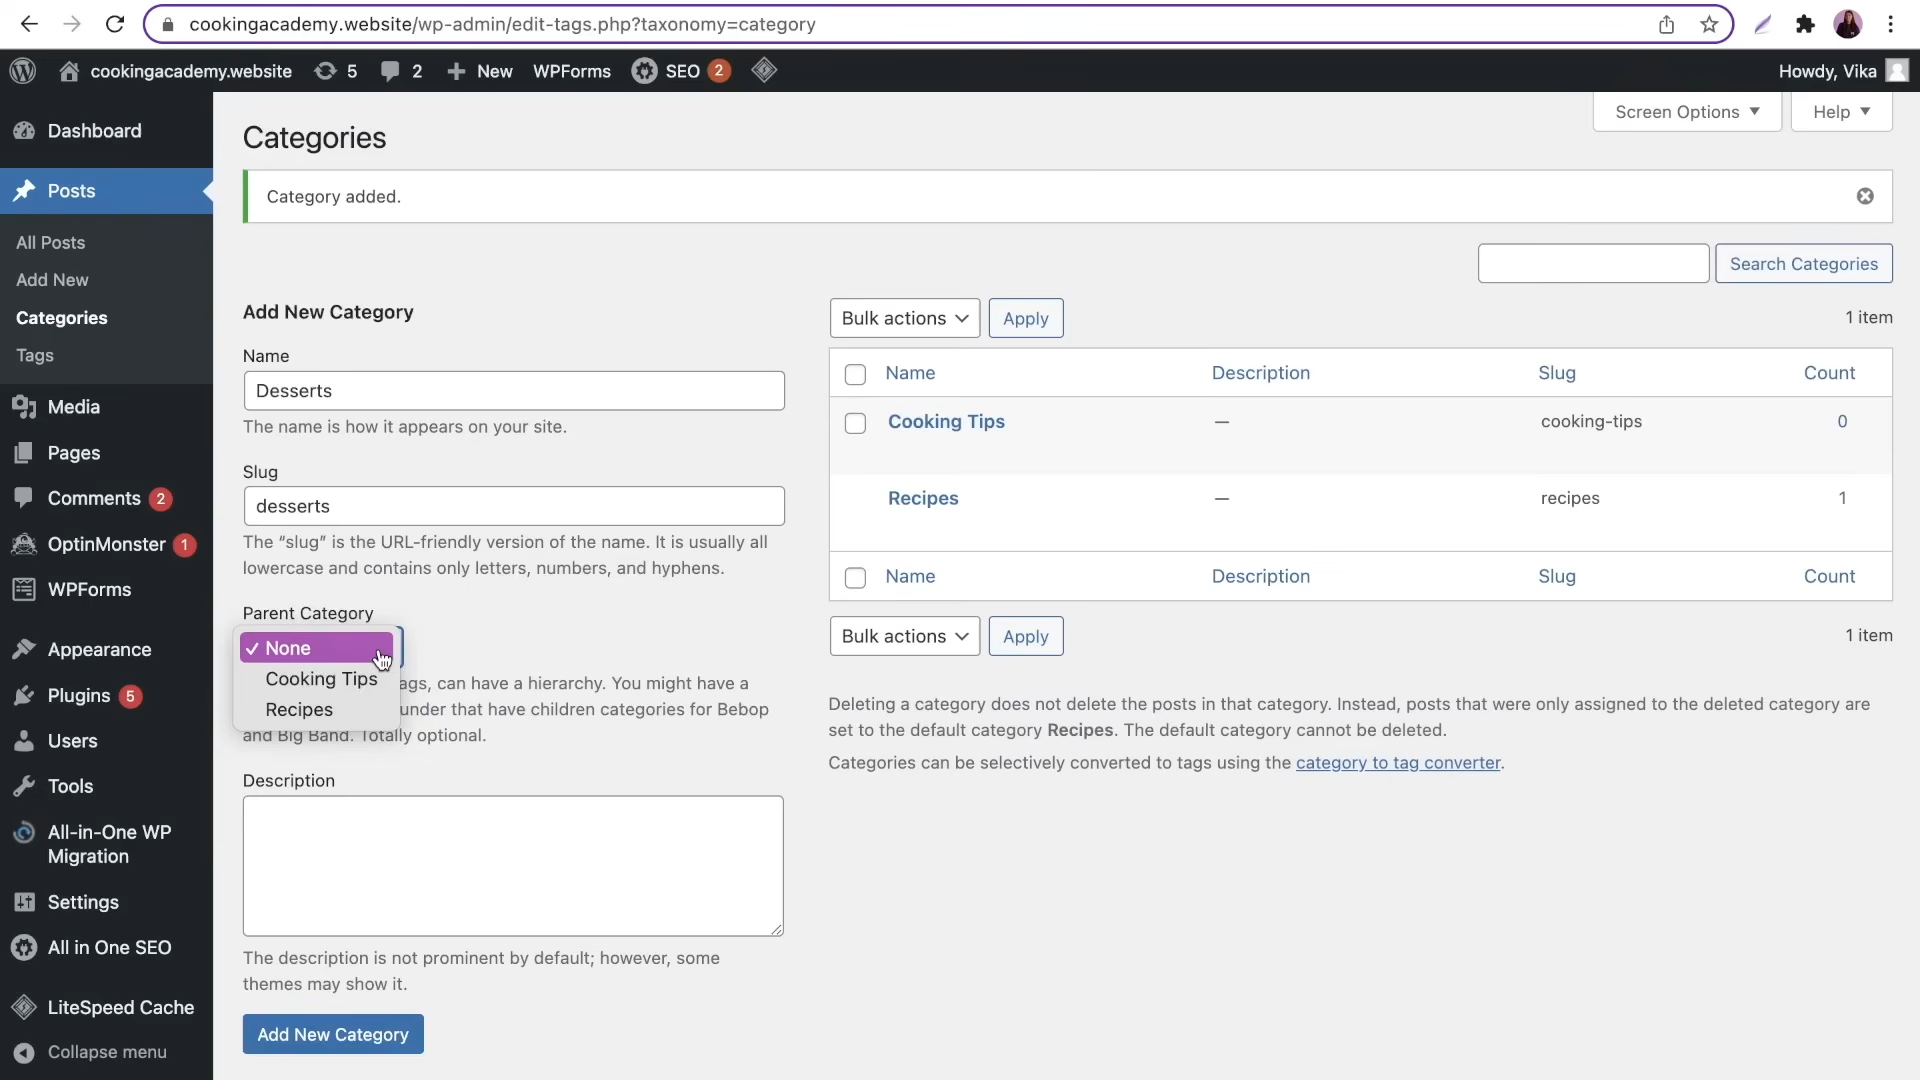 cookingacademy.website/wp-admin/edit-tags.php?taxonomy=category
cookingacademy.website 5 2 + New WPForms SEO 2 Howdy, Vika
Dashboard
Posts
All Posts
Add New
Categories
Tags
Media
Pages
Comments 2
OptinMonster 1
WPForms
Appearance
Plugins 5
Users
Tools
All-in-One WP
Migration
Settings
All in One SEO
LiteSpeed Cache
Collapse menu
Screen Options ▼ Help ▼
Categories
Category added.
Search Categories
Add New Category
Name
Desserts
The name is how it appears on your site.
Slug
desserts
The “slug” is the URL-friendly version of the name. It is usually all
lowercase and contains only letters, numbers, and hyphens.
Parent Category
✓ None
Cooking Tips
Recipes
ags, can have a hierarchy. You might have a
under that have children categories for Bebop
and Big Band. Totally optional.
Description
The description is not prominent by default; however, some
themes may show it.
Add New Category
Bulk actions Apply 1 item
Name Description Slug Count
Cooking Tips — cooking-tips 0
Recipes — recipes 1
Name Description Slug Count
Bulk actions Apply 1 item
Deleting a category does not delete the posts in that category. Instead, posts that were only assigned to the deleted category are
set to the default category Recipes. The default category cannot be deleted.
Categories can be selectively converted to tags using the category to tag converter.